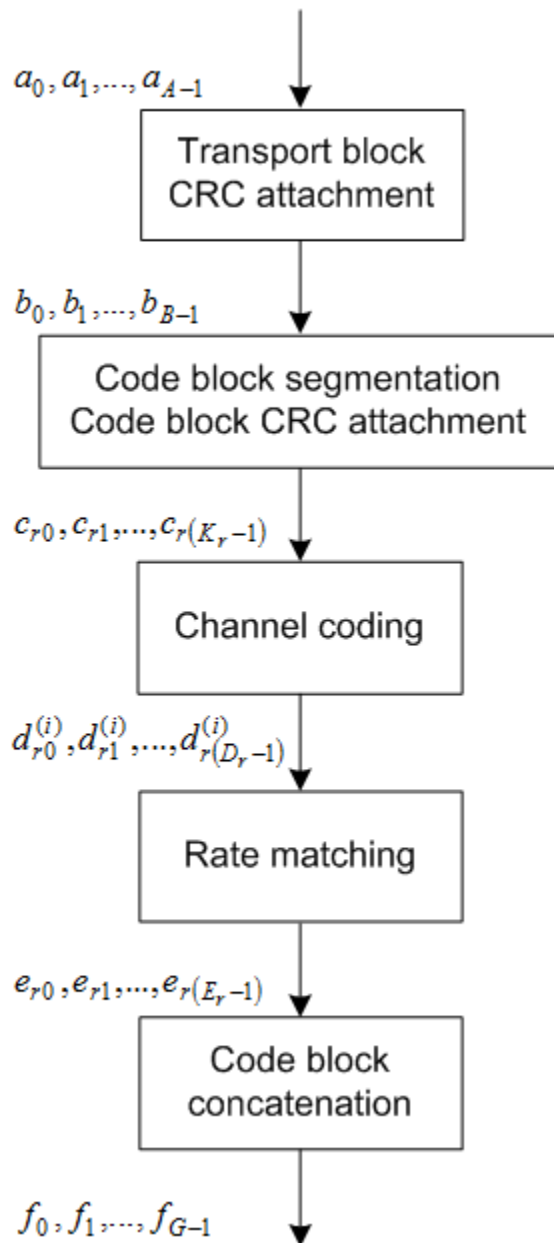 a_0, a_1, ..., a_{A-1}
Transport block
CRC attachment
b_0, b_1, ..., b_{B-1}
Code block segmentation
Code block CRC attachment
c_{r0}, c_{r1}, ..., c_{r(K_r-1)}
Channel coding
d_{r0}^{(i)}, d_{r1}^{(i)}, ..., d_{r(D_r-1)}^{(i)}
Rate matching
e_{r0}, e_{r1}, ..., e_{r(E_r-1)}
Code block
concatenation
f_0, f_1, ..., f_{G-1}